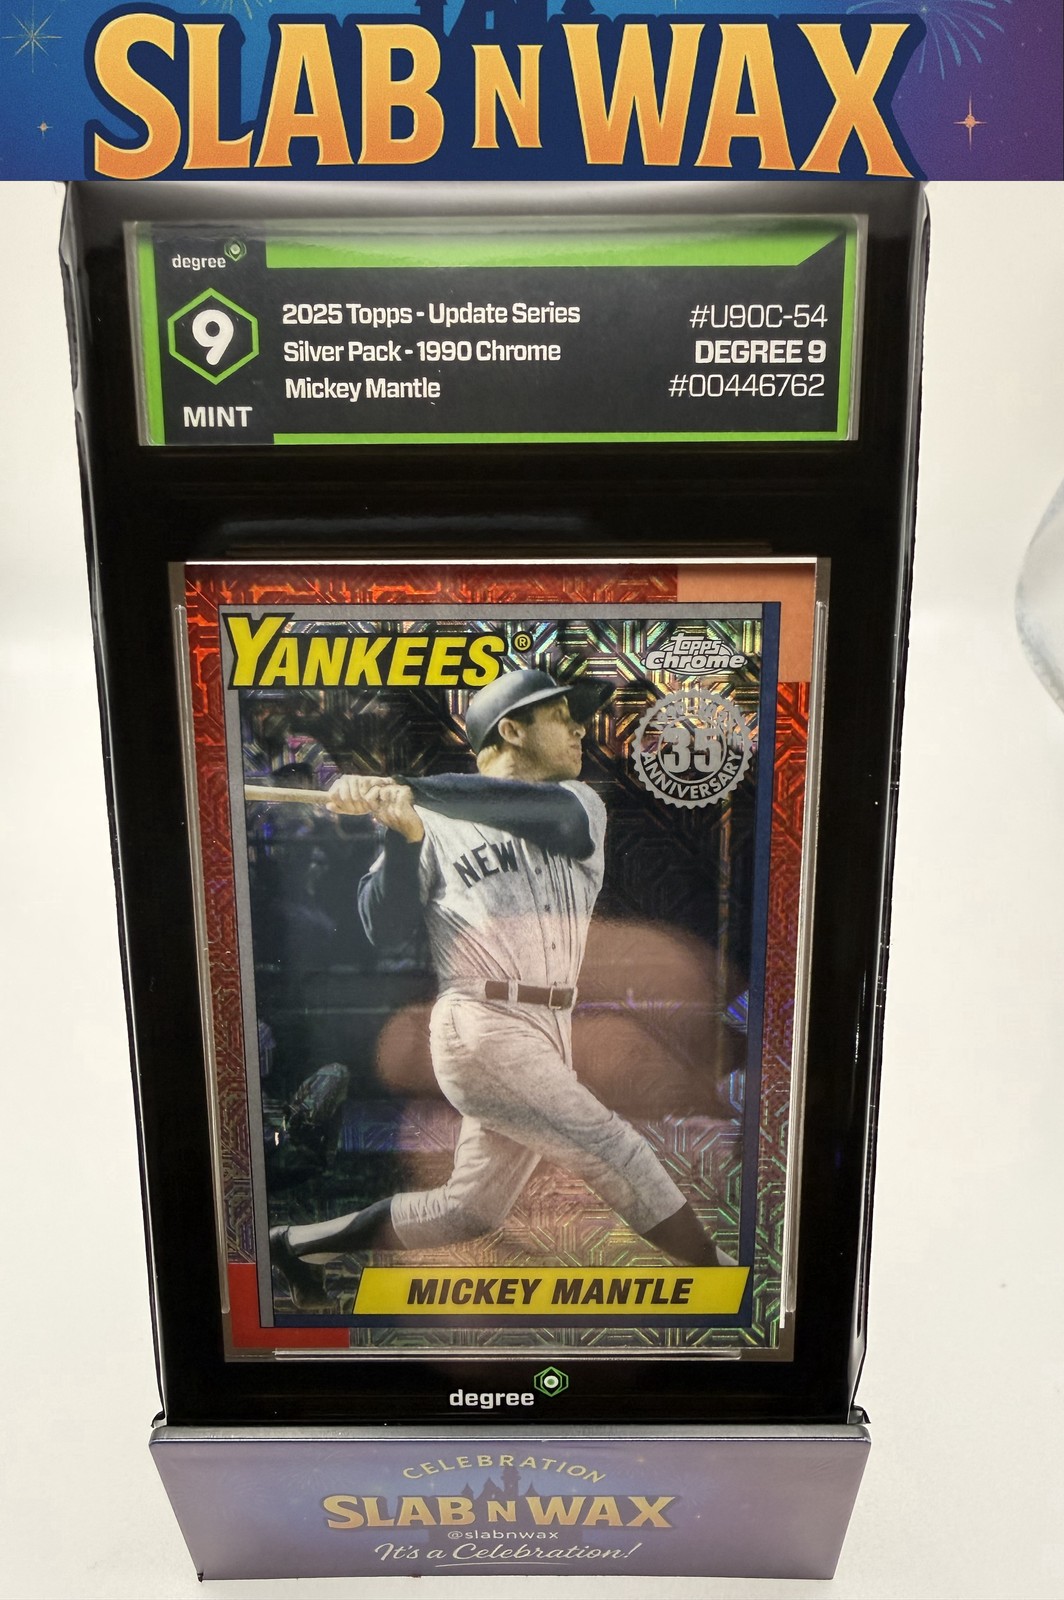 SLAB N WAX
degree
9
MINT
2025 Topps - Update Series
Silver Pack - 1990 Chrome
Mickey Mantle
#U90C-54
DEGREE 9
#00446762
YANKEES®
Topps
Chrome
35
ANNIVERSARY
NEW
MICKEY MANTLE
degree
CELEBRATION
SLAB N WAX
@slabnwax
It's a Celebration!